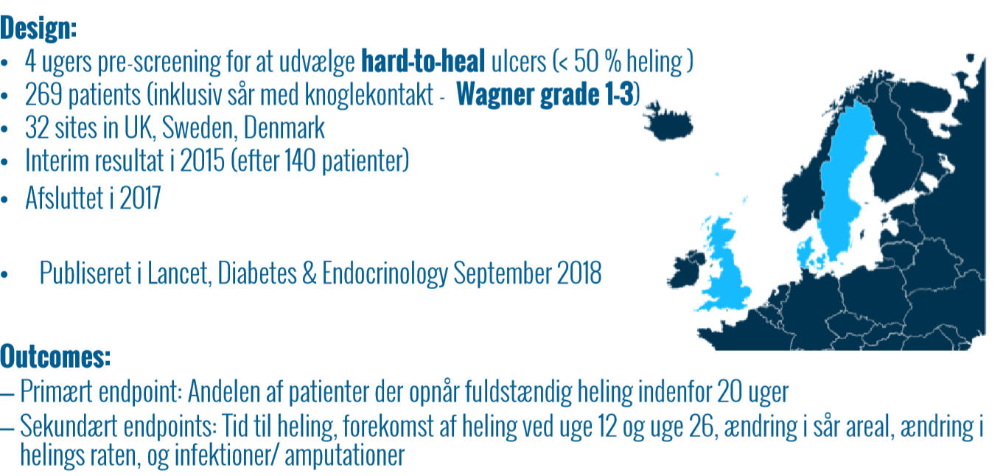 Design:
• 4 ugers pre-screening for at udvælge hard-to-heal ulcers (< 50 % heling )
• 269 patients (inklusiv sår med knoglekontakt - Wagner grade 1-3)
• 32 sites in UK, Sweden, Denmark
• Interim resultat i 2015 (efter 140 patienter)
• Afsluttet i 2017
• Publiseret i Lancet, Diabetes & Endocrinology September 2018
Outcomes:
– Primært endpoint: Andelen af patienter der opnår fuldstændig heling indenfor 20 uger
– Sekundært endpoints: Tid til heling, forekomst af heling ved uge 12 og uge 26, ændring i sår areal, ændring i
helings raten, og infektioner/ amputationer